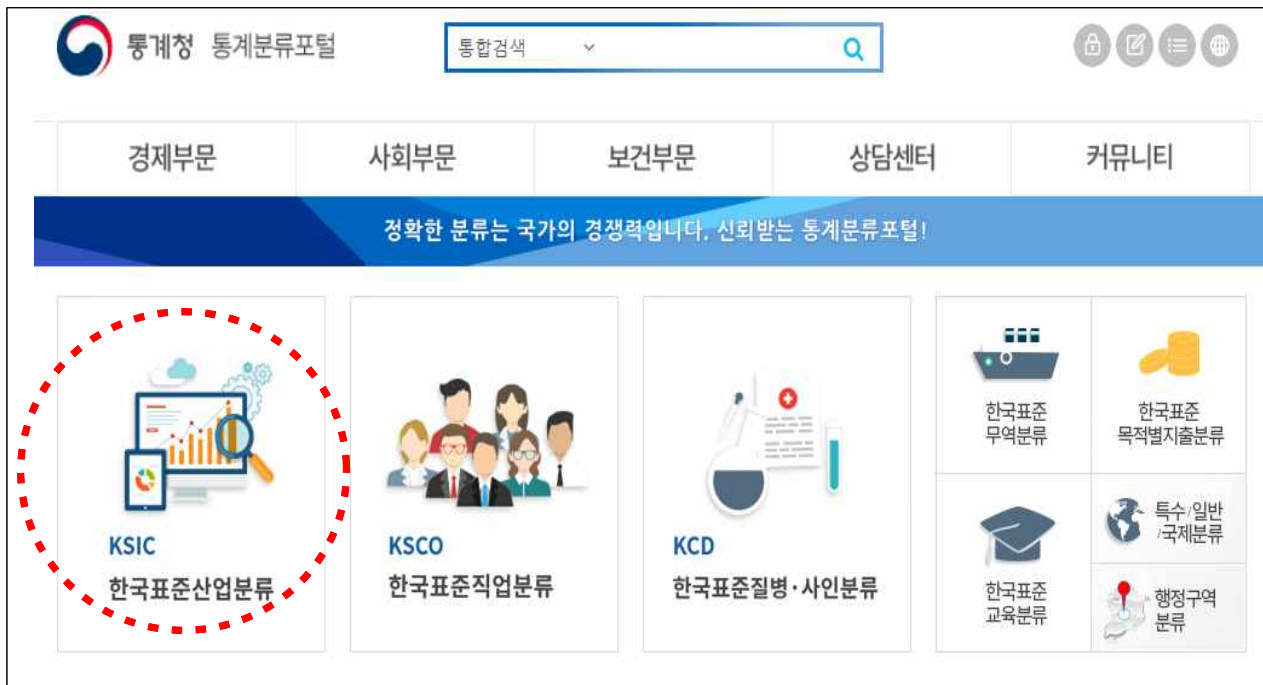 통계청 통계분류포털
통합검색
경제부문 사회부문 보건부문 상담센터 커뮤니티
정확한 분류는 국가의 경쟁력입니다. 신뢰받는 통계분류포털!
KSIC
한국표준산업분류
KSCO
한국표준직업분류
KCD
한국표준질병·사인분류
한국표준
무역분류
한국표준
목적별지출분류
한국표준
교육분류
특수/일반
/국제분류
행정구역
분류